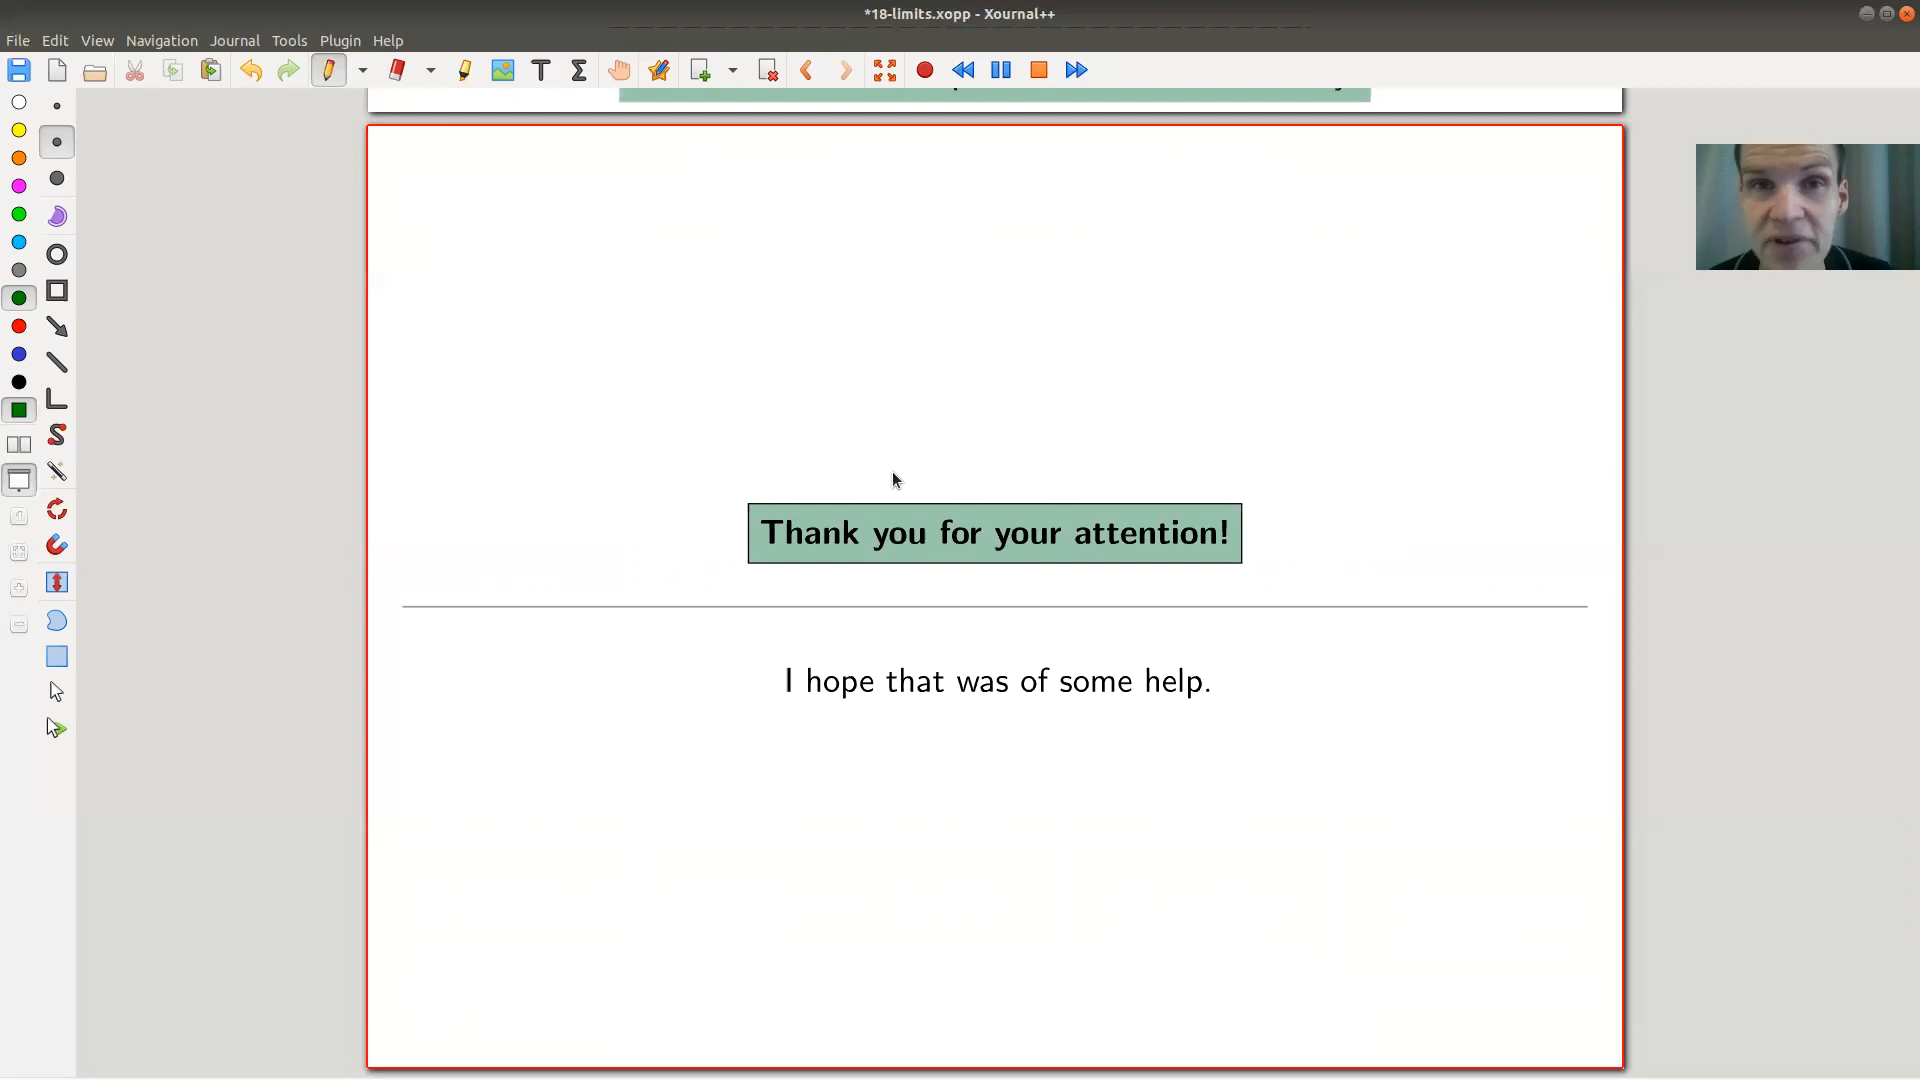 *18-limits.xopp - Xournal++
File Edit View Navigation Journal Tools Plugin Help
Thank you for your attention!
I hope that was of some help.